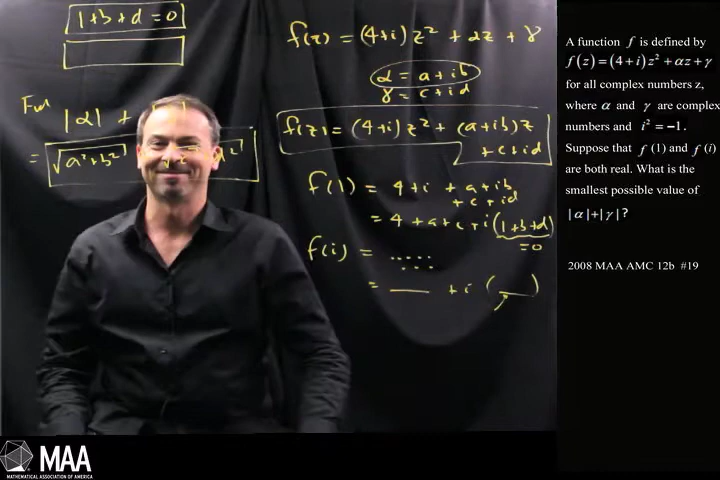 1+b+d=0
Find
|α| +
= √a²+b²
f(z) = (4+i) z² + αz + γ
α = a+ib
γ = c+id
f(z) = (4+i) z² + (a+ib) z
+ c+id
f(1) = 4+i + a+ib
+ c+id
= 4+a+c+i(1+b+d)
=0
f(i) = .....
...
= __ +i (__)
A function f is defined by
f(z)=(4+i)z²+αz+γ
for all complex numbers z,
where α and γ are complex
numbers and i²=−1.
Suppose that f(1) and f(i)
are both real. What is the
smallest possible value of
|α|+|γ|?
2008 MAA AMC 12b #19
MAA
MATHEMATICAL ASSOCIATION OF AMERICA